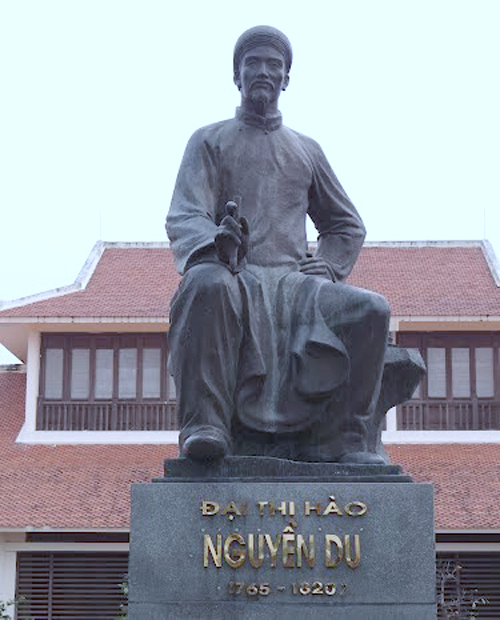 ĐẠI THI HÀO
NGUYỄN DU
1765 - 1820